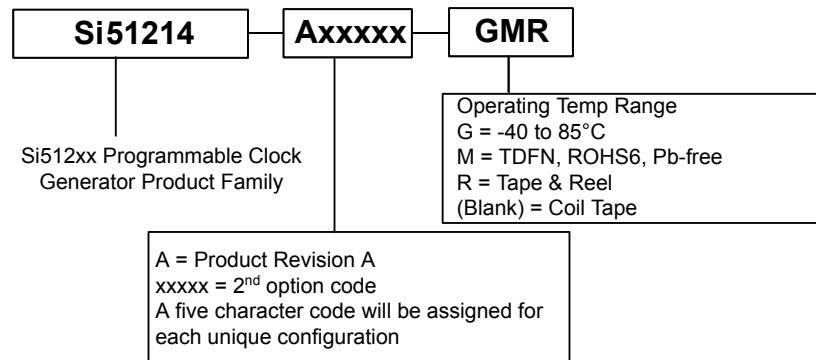 Si51214
Axxxxx
GMR
Operating Temp Range
G = -40 to 85°C
M = TDFN, ROHS6, Pb-free
R = Tape & Reel
(Blank) = Coil Tape
Si512xx Programmable Clock
Generator Product Family
A = Product Revision A
xxxxx = 2nd option code
A five character code will be assigned for
each unique configuration